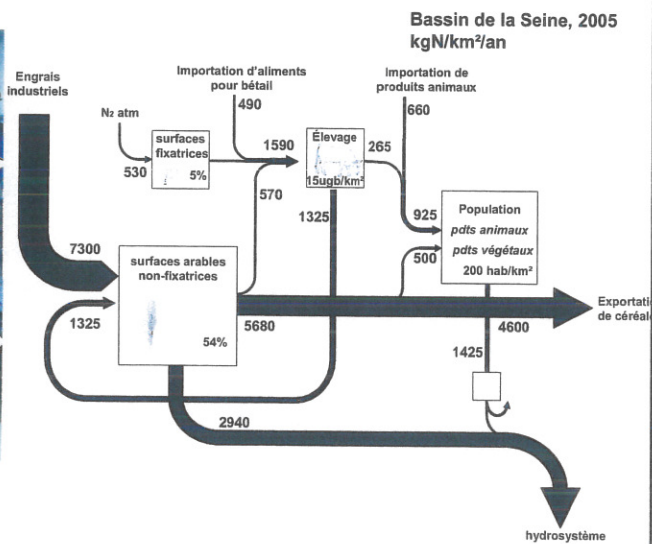 Bassin de la Seine, 2005
kgN/km²/an
Engrais
industriels
Importation d'aliments
pour bétail
490
Importation de
produits animaux
660
N₂ atm
530
surfaces
fixatrices
5%
1590
570
Élevage
15ugb/km²
265
1325
925
500
Population
pdts animaux
pdts végétaux
200 hab/km²
7300
surfaces arables
non-fixatrices
54%
1325
5680
4600
Exportati
de céréale
1425
2940
hydrosystème